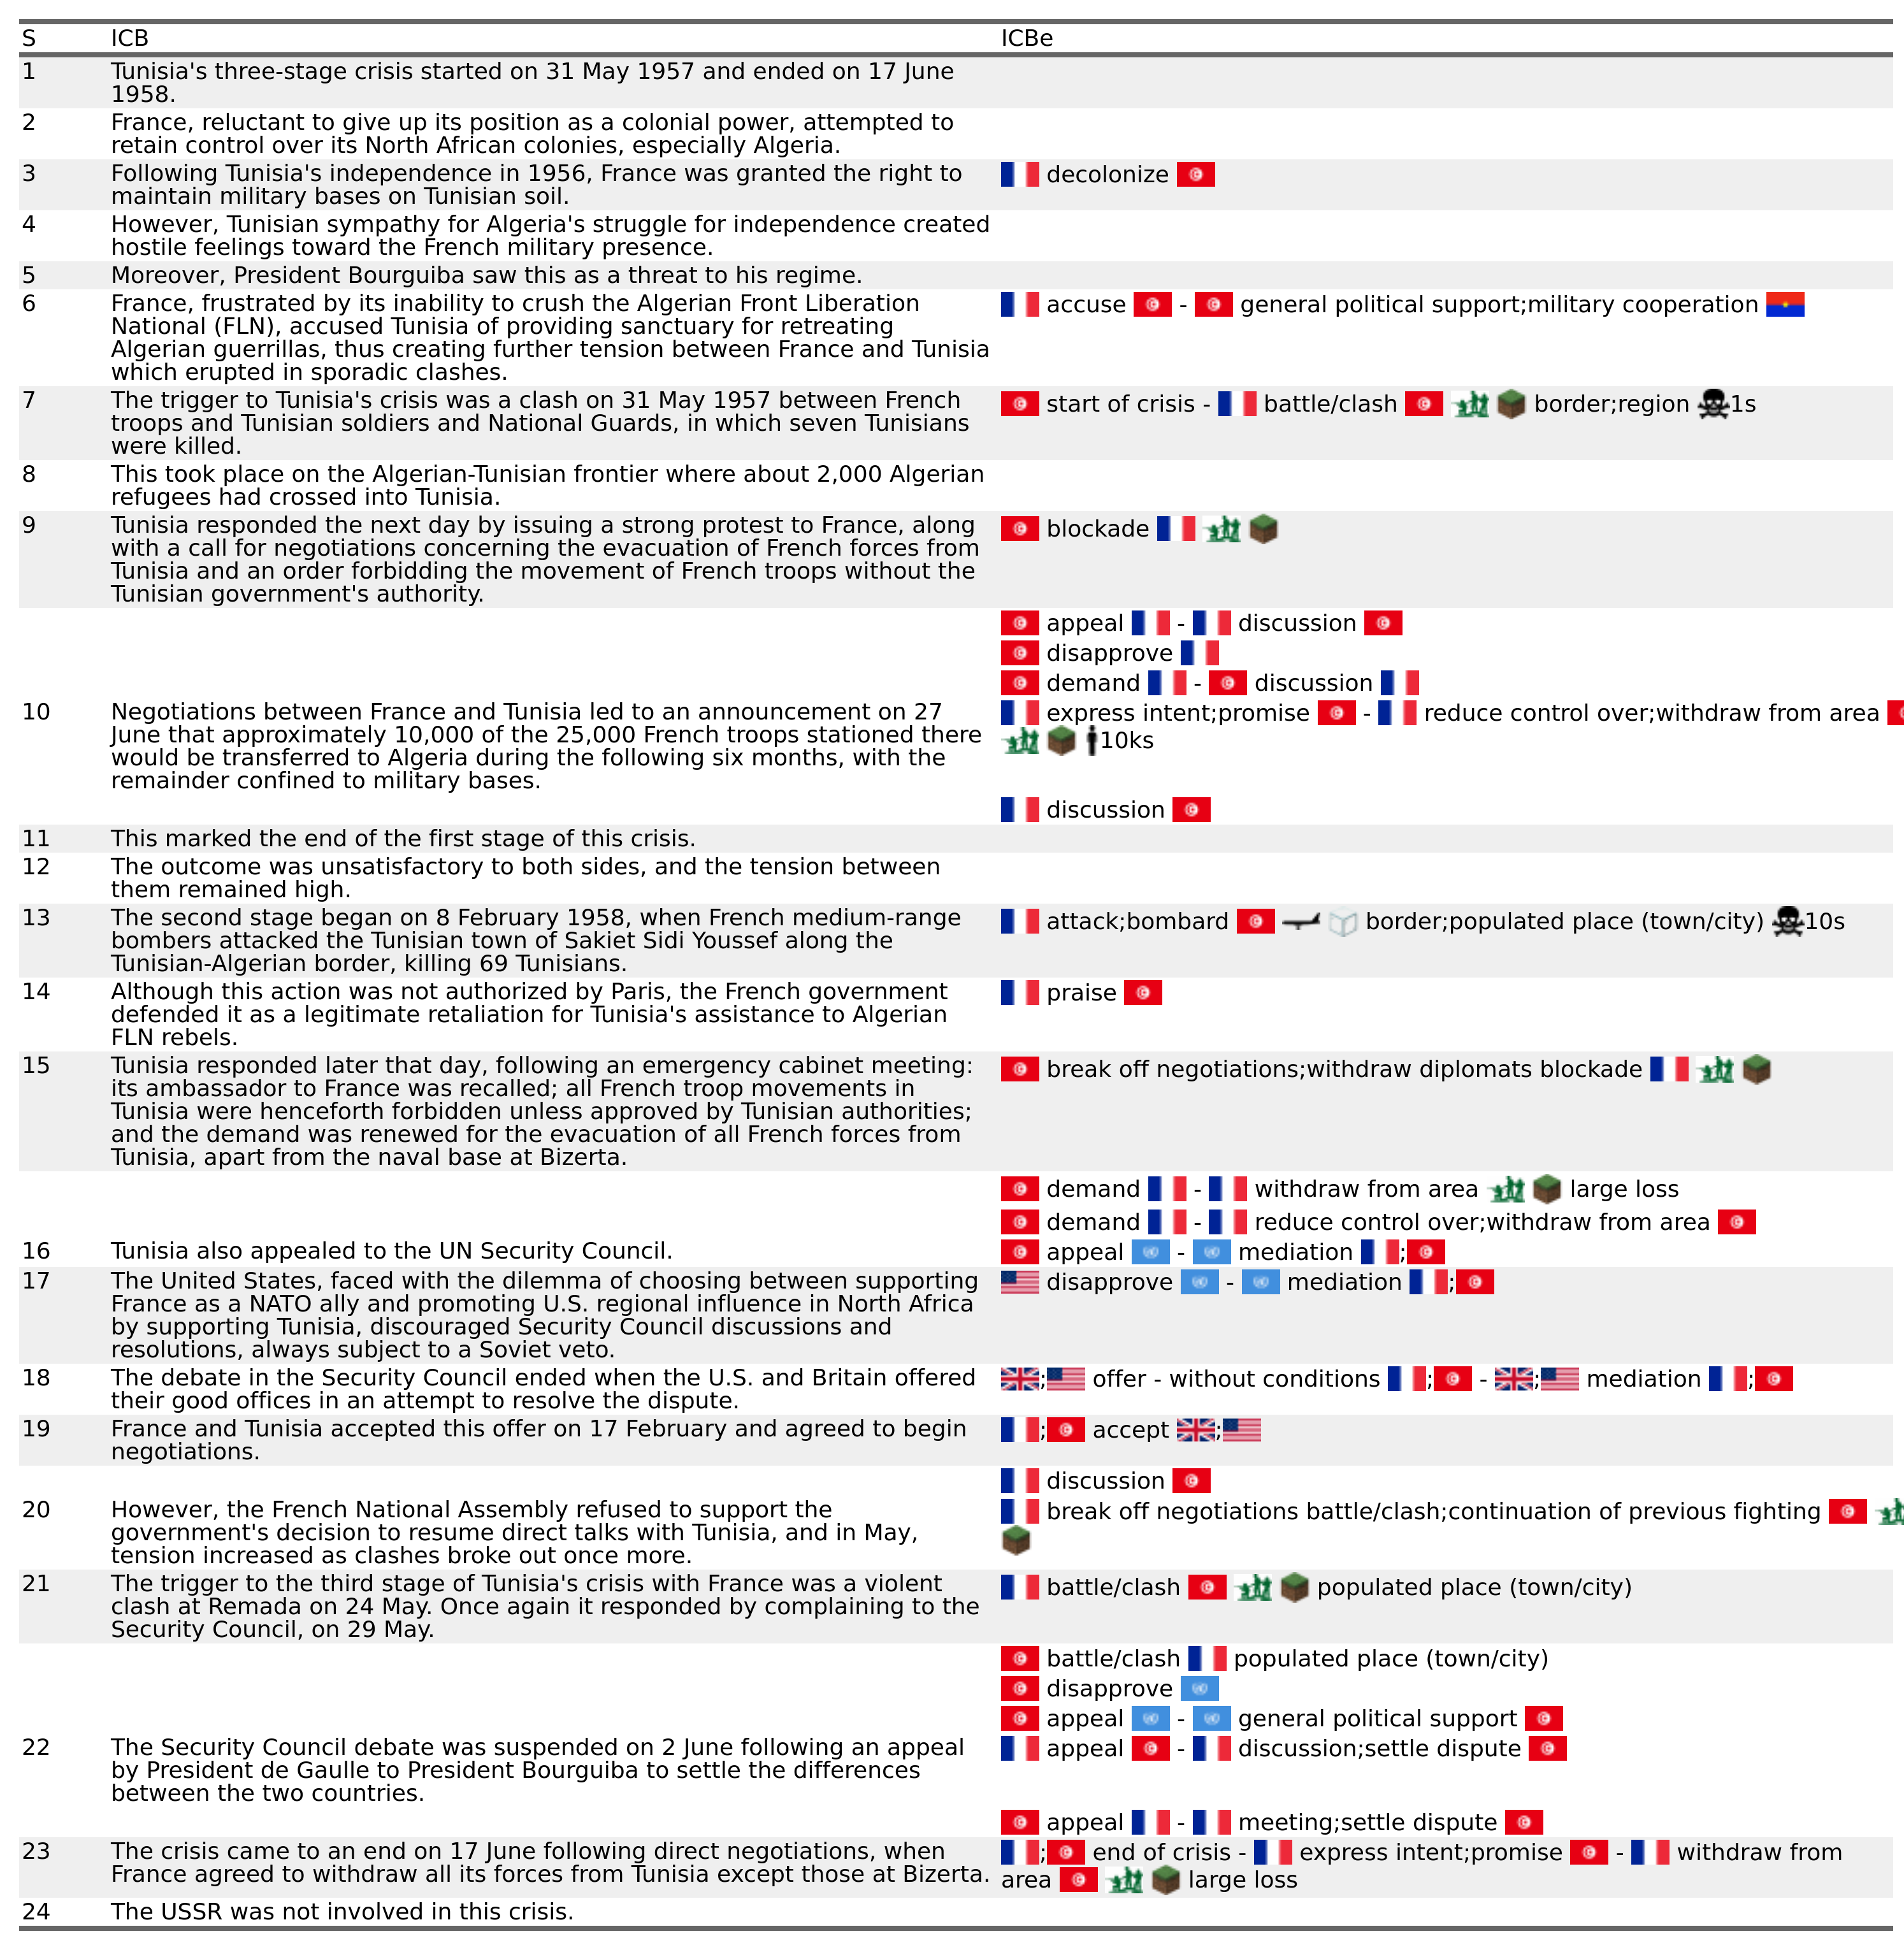 S ICB ICBe
1 Tunisia's three-stage crisis started on 31 May 1957 and ended on 17 June
1958.
2 France, reluctant to give up its position as a colonial power, attempted to
retain control over its North African colonies, especially Algeria.
3 Following Tunisia's independence in 1956, France was granted the right to decolonize
maintain military bases on Tunisian soil.
4 However, Tunisian sympathy for Algeria's struggle for independence created
hostile feelings toward the French military presence.
5 Moreover, President Bourguiba saw this as a threat to his regime.
6 France, frustrated by its inability to crush the Algerian Front Liberation accuse - general political support;military cooperation
National (FLN), accused Tunisia of providing sanctuary for retreating
Algerian guerrillas, thus creating further tension between France and Tunisia
which erupted in sporadic clashes.
7 The trigger to Tunisia's crisis was a clash on 31 May 1957 between French start of crisis - battle/clash border;region 1s
troops and Tunisian soldiers and National Guards, in which seven Tunisians
were killed.
8 This took place on the Algerian-Tunisian frontier where about 2,000 Algerian
refugees had crossed into Tunisia.
9 Tunisia responded the next day by issuing a strong protest to France, along blockade
with a call for negotiations concerning the evacuation of French forces from
Tunisia and an order forbidding the movement of French troops without the
Tunisian government's authority.
appeal - discussion
disapprove
demand - discussion
10 Negotiations between France and Tunisia led to an announcement on 27 express intent;promise - reduce control over;withdraw from area
June that approximately 10,000 of the 25,000 French troops stationed there 10ks
would be transferred to Algeria during the following six months, with the
remainder confined to military bases.
discussion
11 This marked the end of the first stage of this crisis.
12 The outcome was unsatisfactory to both sides, and the tension between
them remained high.
13 The second stage began on 8 February 1958, when French medium-range attack;bombard border;populated place (town/city) 10s
bombers attacked the Tunisian town of Sakiet Sidi Youssef along the
Tunisian-Algerian border, killing 69 Tunisians.
14 Although this action was not authorized by Paris, the French government praise
defended it as a legitimate retaliation for Tunisia's assistance to Algerian
FLN rebels.
15 Tunisia responded later that day, following an emergency cabinet meeting: break off negotiations;withdraw diplomats blockade
its ambassador to France was recalled; all French troop movements in
Tunisia were henceforth forbidden unless approved by Tunisian authorities;
and the demand was renewed for the evacuation of all French forces from
Tunisia, apart from the naval base at Bizerta.
demand - withdraw from area large loss
demand - reduce control over;withdraw from area
16 Tunisia also appealed to the UN Security Council. appeal - mediation ;
17 The United States, faced with the dilemma of choosing between supporting disapprove - mediation ;
France as a NATO ally and promoting U.S. regional influence in North Africa
by supporting Tunisia, discouraged Security Council discussions and
resolutions, always subject to a Soviet veto.
18 The debate in the Security Council ended when the U.S. and Britain offered ; offer - without conditions ; - ; mediation ;
their good offices in an attempt to resolve the dispute.
19 France and Tunisia accepted this offer on 17 February and agreed to begin ; accept ;
negotiations.
discussion
20 However, the French National Assembly refused to support the break off negotiations battle/clash;continuation of previous fighting
government's decision to resume direct talks with Tunisia, and in May,
tension increased as clashes broke out once more.
21 The trigger to the third stage of Tunisia's crisis with France was a violent battle/clash populated place (town/city)
clash at Remada on 24 May. Once again it responded by complaining to the
Security Council, on 29 May.
battle/clash populated place (town/city)
disapprove
appeal - general political support
22 The Security Council debate was suspended on 2 June following an appeal appeal - discussion;settle dispute
by President de Gaulle to President Bourguiba to settle the differences
between the two countries.
appeal - meeting;settle dispute
23 The crisis came to an end on 17 June following direct negotiations, when ; end of crisis - express intent;promise - withdraw from
France agreed to withdraw all its forces from Tunisia except those at Bizerta. area large loss
24 The USSR was not involved in this crisis.